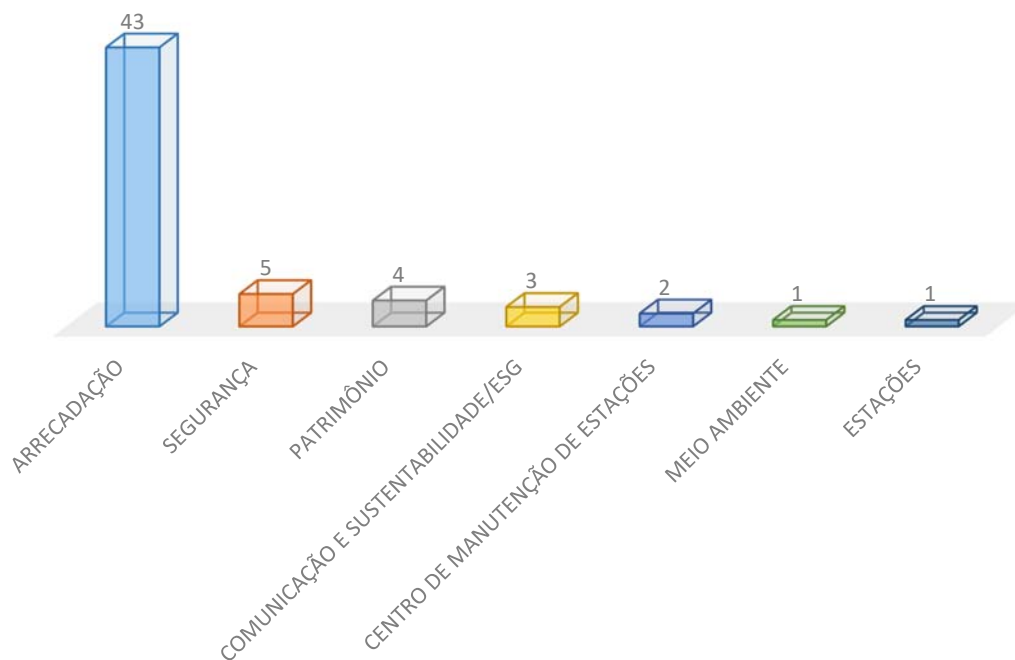 43
5
4
3
2
1
1
ARRECADAÇÃO
SEGURANÇA
PATRIMÔNIO
COMUNICAÇÃO E SUSTENTABILIDADE/ESG
CENTRO DE MANUTENÇÃO DE ESTAÇÕES
MEIO AMBIENTE
ESTAÇÕES